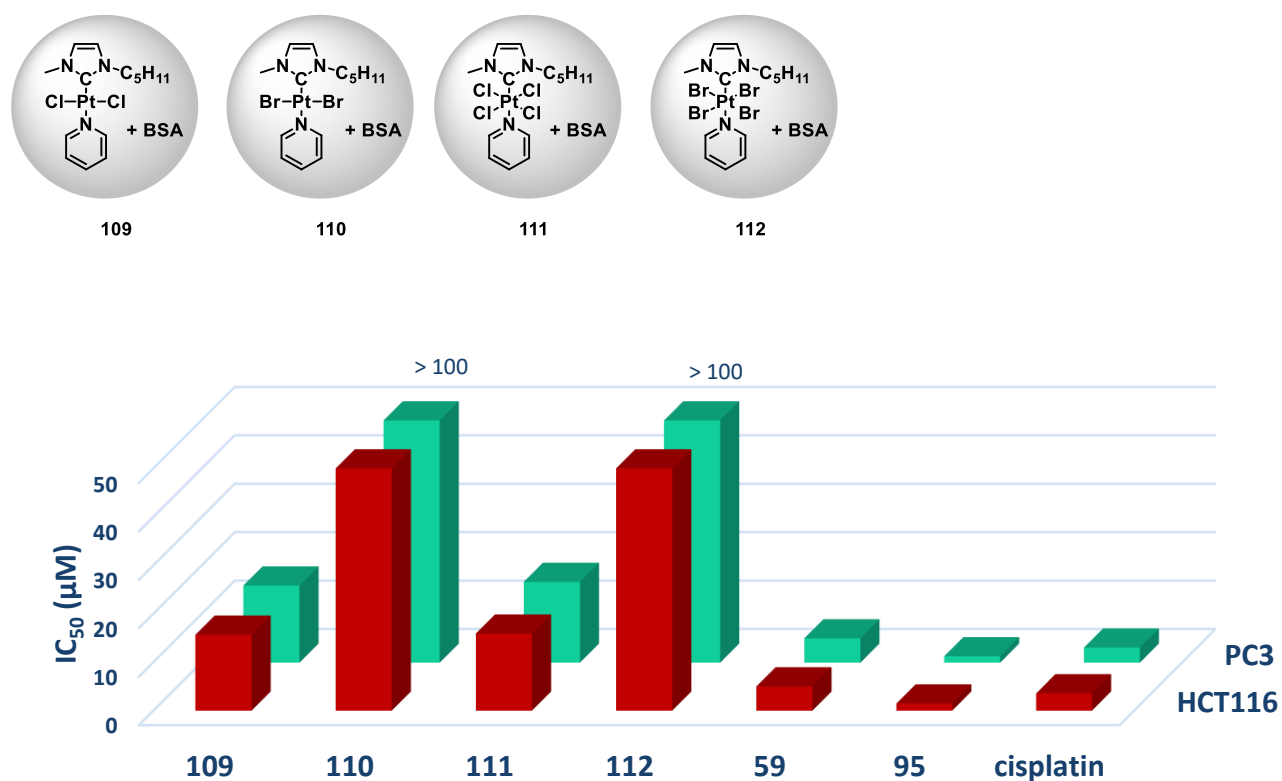 N N
C C₅H₁₁
Cl Pt Cl
N
+ BSA
109
N N
C C₅H₁₁
Br Pt Br
N
+ BSA
110
N N
C C₅H₁₁
Cl Cl
Pt
Cl Cl
N
+ BSA
111
N N
C C₅H₁₁
Br Br
Pt
Br Br
N
+ BSA
112
> 100
> 100
50
40
30
20
10
0
IC₅₀ (µM)
PC3
HCT116
109 110 111 112 59 95 cisplatin